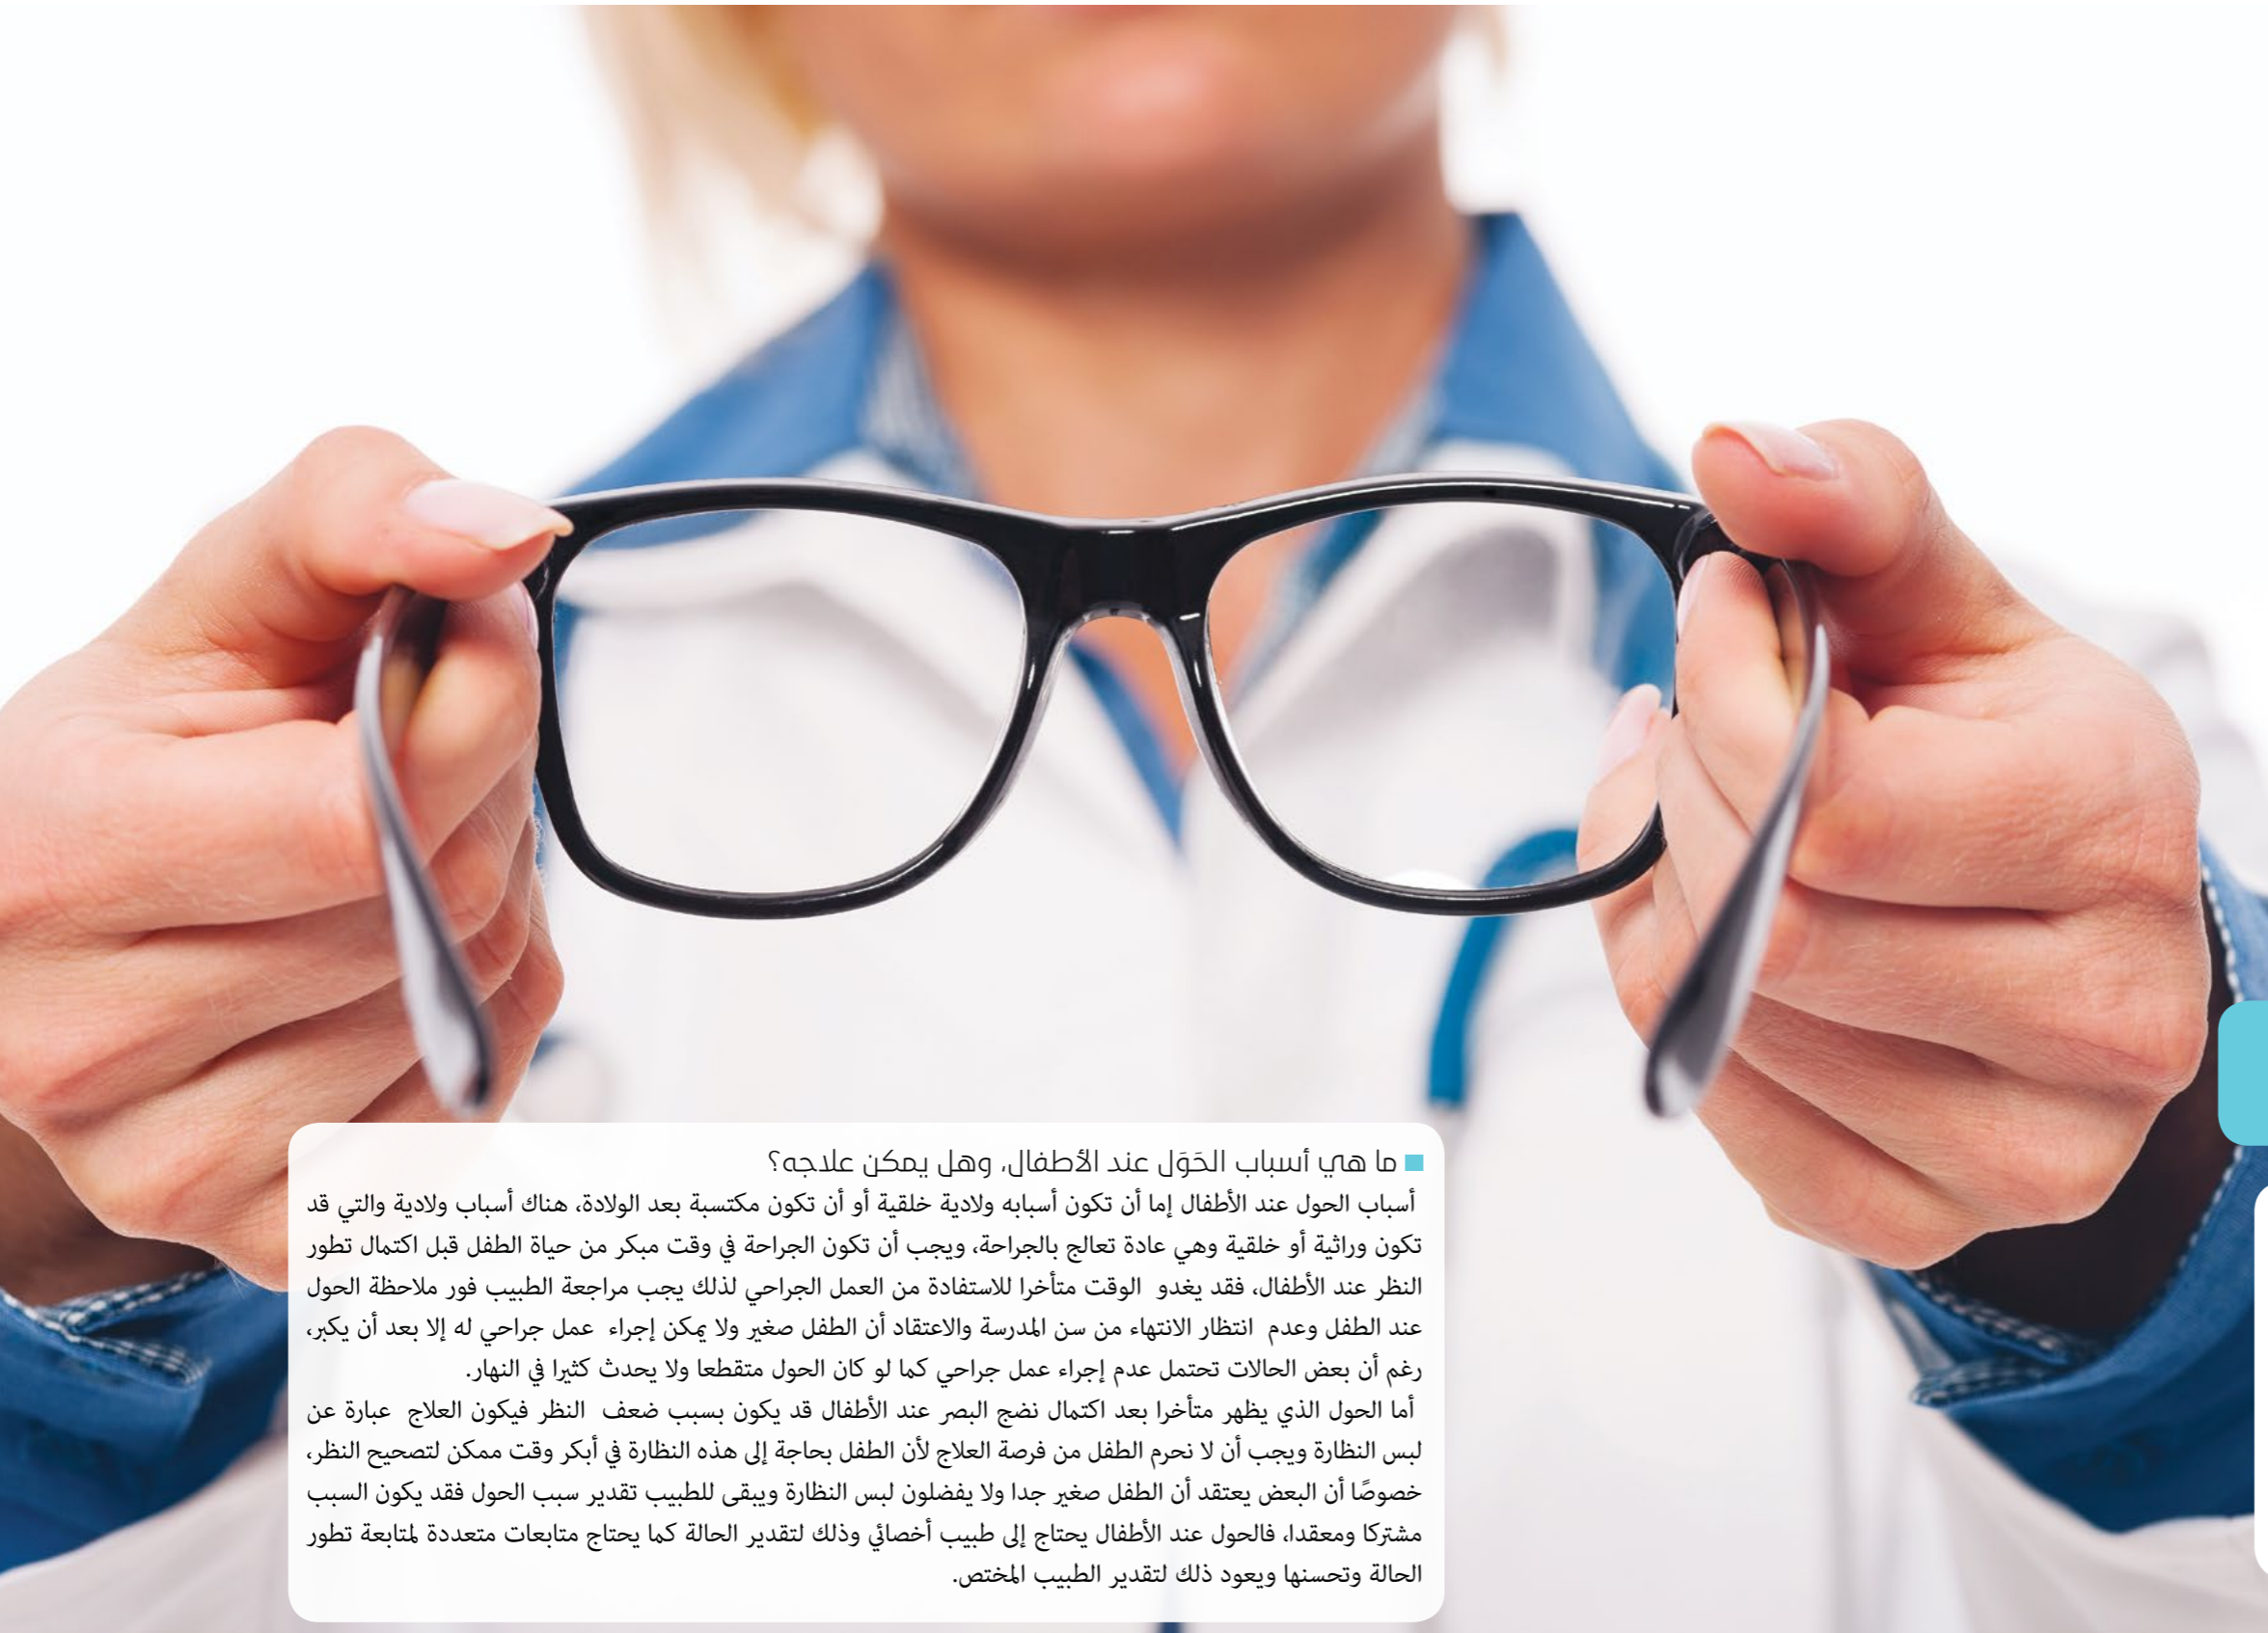 ما هي أسباب الحَوَل عند الأطفال، وهل يمكن علاجه؟
أسباب الحول عند الأطفال إما أن تكون أسبابه ولادية خلقية أو أن تكون مكتسبة بعد الولادة، هناك أسباب ولادية والتي قد
تكون وراثية أو خلقية وهي عادة تعالج بالجراحة، ويجب أن تكون الجراحة في وقت مبكر من حياة الطفل قبل اكتمال تطور
النظر عند الأطفال، فقد يغدو الوقت متأخرا للاستفادة من العمل الجراحي لذلك يجب مراجعة الطبيب فور ملاحظة الحول
عند الطفل وعدم انتظار الانتهاء من سن المدرسة والاعتقاد أن الطفل صغير ولا يمكن إجراء عمل جراحي له إلا بعد أن يكبر،
رغم أن بعض الحالات تحتمل عدم إجراء عمل جراحي كما لو كان الحول متقطعا ولا يحدث كثيرا في النهار.
أما الحول الذي يظهر متأخرا بعد اكتمال نضج البصر عند الأطفال قد يكون بسبب ضعف النظر فيكون العلاج عبارة عن
لبس النظارة ويجب أن لا نحرم الطفل من فرصة العلاج لأن الطفل بحاجة إلى هذه النظارة في أبكر وقت ممكن لتصحيح النظر،
خصوصًا أن البعض يعتقد أن الطفل صغير جدا ولا يفضلون لبس النظارة ويبقى للطبيب تقدير سبب الحول فقد يكون السبب
مشتركا ومعقدا، فالحول عند الأطفال يحتاج إلى طبيب أخصائي وذلك لتقدير الحالة كما يحتاج متابعات متعددة لمتابعة تطور
الحالة وتحسنها ويعود ذلك لتقدير الطبيب المختص.